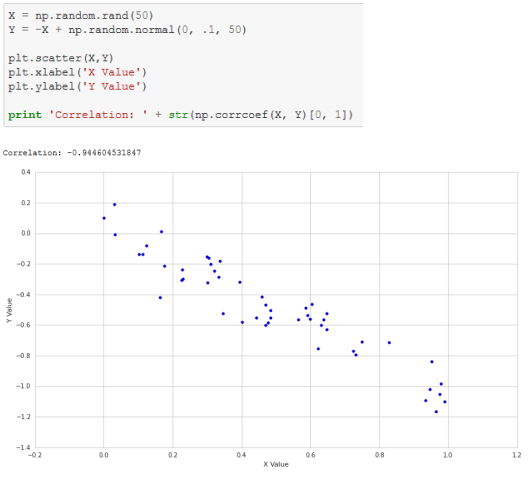 X = np.random.rand(50)
Y = -X + np.random.normal(0, .1, 50)
plt.scatter(X,Y)
plt.xlabel('X Value')
plt.ylabel('Y Value')
print 'Correlation: ' + str(np.corrcoef(X, Y)[0, 1])
Correlation: -0.944604531847
0.4
0.2
0.0
−0.2
−0.4
−0.6
−0.8
−1.0
−1.2
−1.4
Y Value
−0.2 0.0 0.2 0.4 0.6 0.8 1.0 1.2
X Value